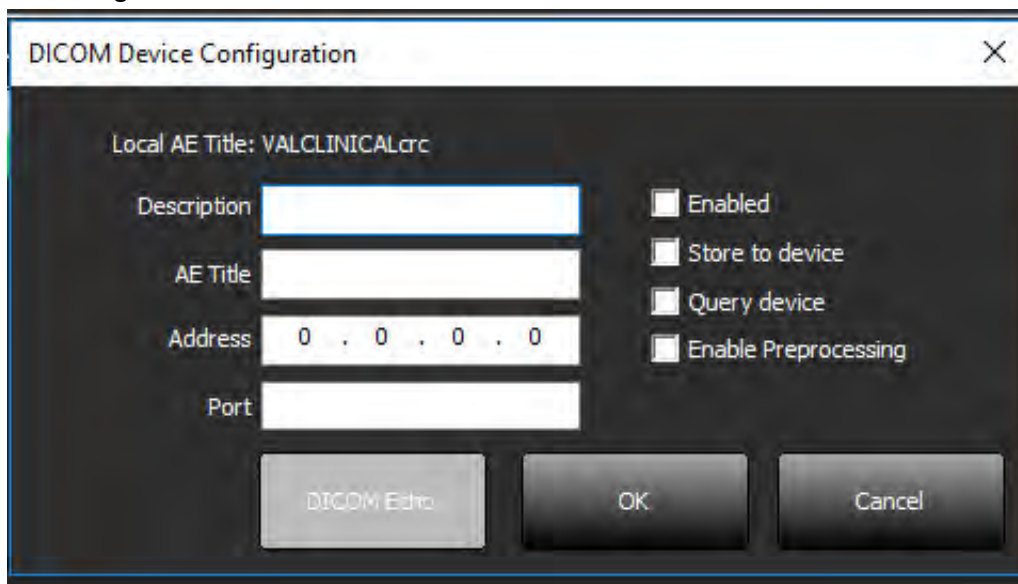 DICOM Device Configuration
Local AE Title: VALCLINICALcrc
Description
Enabled
AE Title
Store to device
Query device
Address 0 . 0 . 0 . 0
Enable Preprocessing
Port
DICOM Echo
OK
Cancel